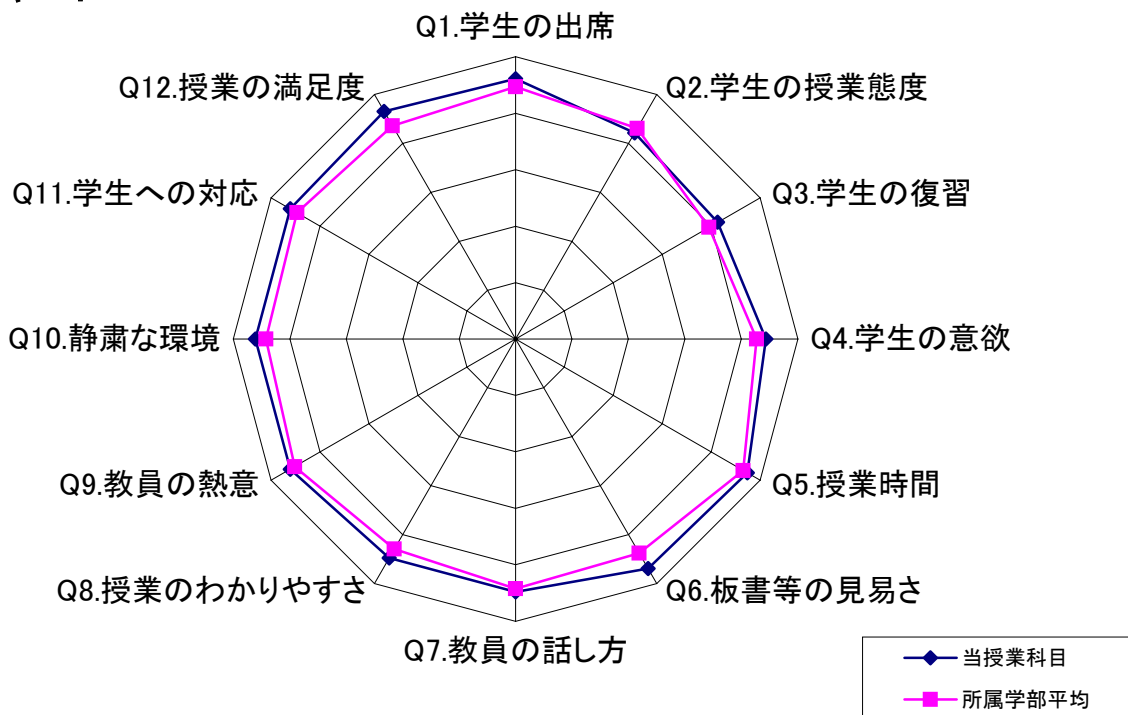 Q1.学生の出席
Q2.学生の授業態度
Q3.学生の復習
Q4.学生の意欲
Q5.授業時間
Q6.板書等の見易さ
Q7.教員の話し方
Q8.授業のわかりやすさ
Q9.教員の熱意
Q10.静粛な環境
Q11.学生への対応
Q12.授業の満足度
当授業科目
所属学部平均